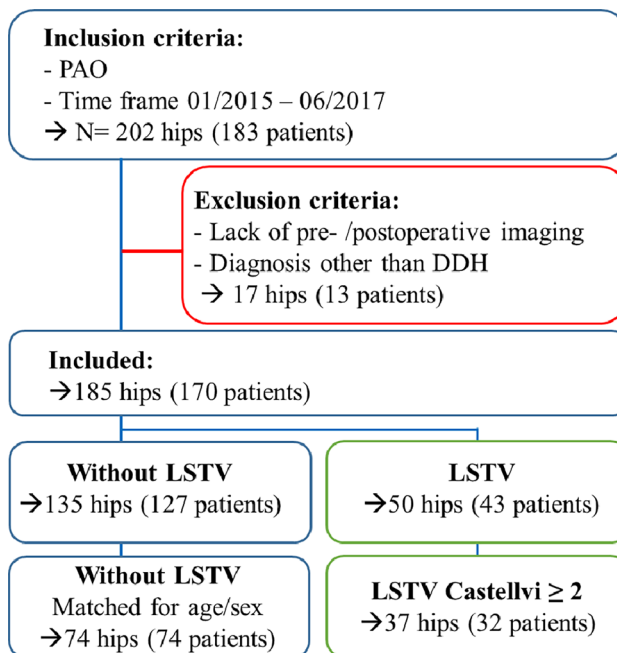 Inclusion criteria:
- PAO
- Time frame 01/2015 – 06/2017
→ N= 202 hips (183 patients)
Exclusion criteria:
- Lack of pre- /postoperative imaging
- Diagnosis other than DDH
→ 17 hips (13 patients)
Included:
→185 hips (170 patients)
Without LSTV
→135 hips (127 patients)
LSTV
→50 hips (43 patients)
Without LSTV
Matched for age/sex
→74 hips (74 patients)
LSTV Castellvi ≥ 2
→37 hips (32 patients)